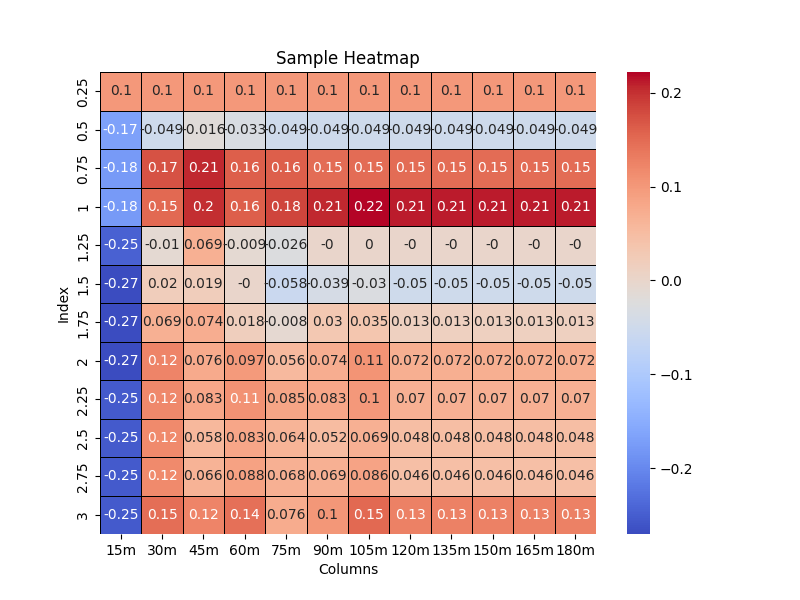 Sample Heatmap
0.25 0.1 0.1 0.1 0.1 0.1 0.1 0.1 0.1 0.1 0.1 0.1 0.1
0.5 -0.17 -0.049 -0.016 -0.033 -0.049 -0.049 -0.049 -0.049 -0.049 -0.049 -0.049 -0.049
0.75 -0.18 0.17 0.21 0.16 0.16 0.15 0.15 0.15 0.15 0.15 0.15 0.15
1 -0.18 0.15 0.2 0.16 0.18 0.21 0.22 0.21 0.21 0.21 0.21 0.21
1.25 -0.25 -0.01 0.069 -0.009 -0.026 -0 0 -0 -0 -0 -0 -0
1.5 -0.27 0.02 0.019 -0 -0.058 -0.039 -0.03 -0.05 -0.05 -0.05 -0.05 -0.05
1.75 -0.27 0.069 0.074 0.018 -0.008 0.03 0.035 0.013 0.013 0.013 0.013 0.013
2 -0.27 0.12 0.076 0.097 0.056 0.074 0.11 0.072 0.072 0.072 0.072 0.072
2.25 -0.25 0.12 0.083 0.11 0.085 0.083 0.1 0.07 0.07 0.07 0.07 0.07
2.5 -0.25 0.12 0.058 0.083 0.064 0.052 0.069 0.048 0.048 0.048 0.048 0.048
2.75 -0.25 0.12 0.066 0.088 0.068 0.069 0.086 0.046 0.046 0.046 0.046 0.046
3 -0.25 0.15 0.12 0.14 0.076 0.1 0.15 0.13 0.13 0.13 0.13 0.13
15m 30m 45m 60m 75m 90m 105m 120m 135m 150m 165m 180m
Columns
Index
0.2
0.1
0.0
−0.1
−0.2